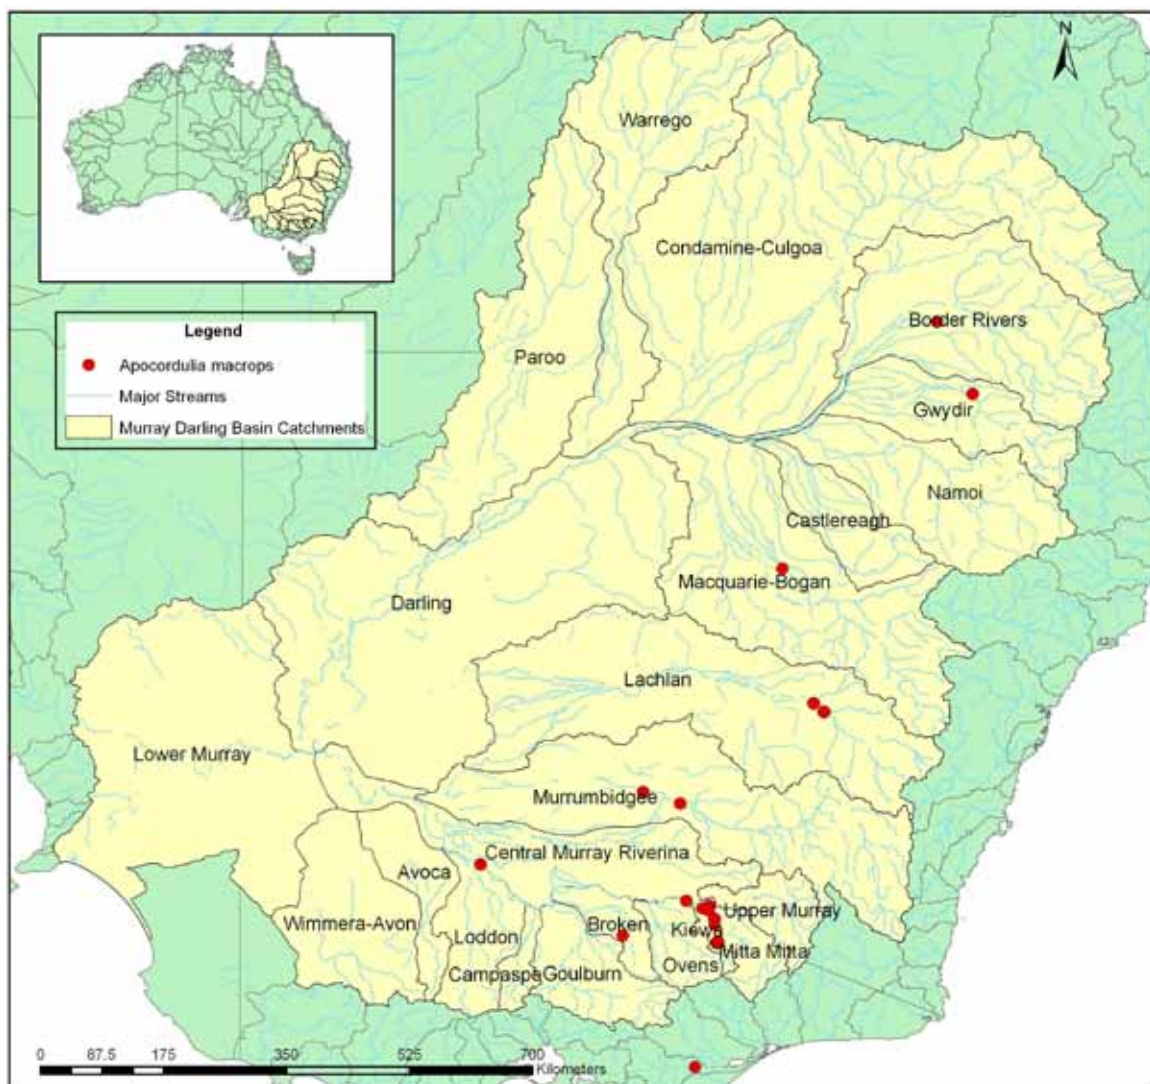 N
Warrego
Condamine-Culgoa
Border Rivers
Legend
Apocordulia macrops
Major Streams
Murray Darling Basin Catchments
Paroo
Gwydir
Namoi
Castlereagh
Macquarie-Bogan
Darling
Lachlan
Lower Murray
Murrumbidgee
Central Murray Riverina
Avoca
Wimmera-Avon
Upper Murray
Broken
Kiewa
Loddon
Mitta Mitta
Ovens
Campaspe
Goulburn
0 87.5 175 350 525 700
Kilometers